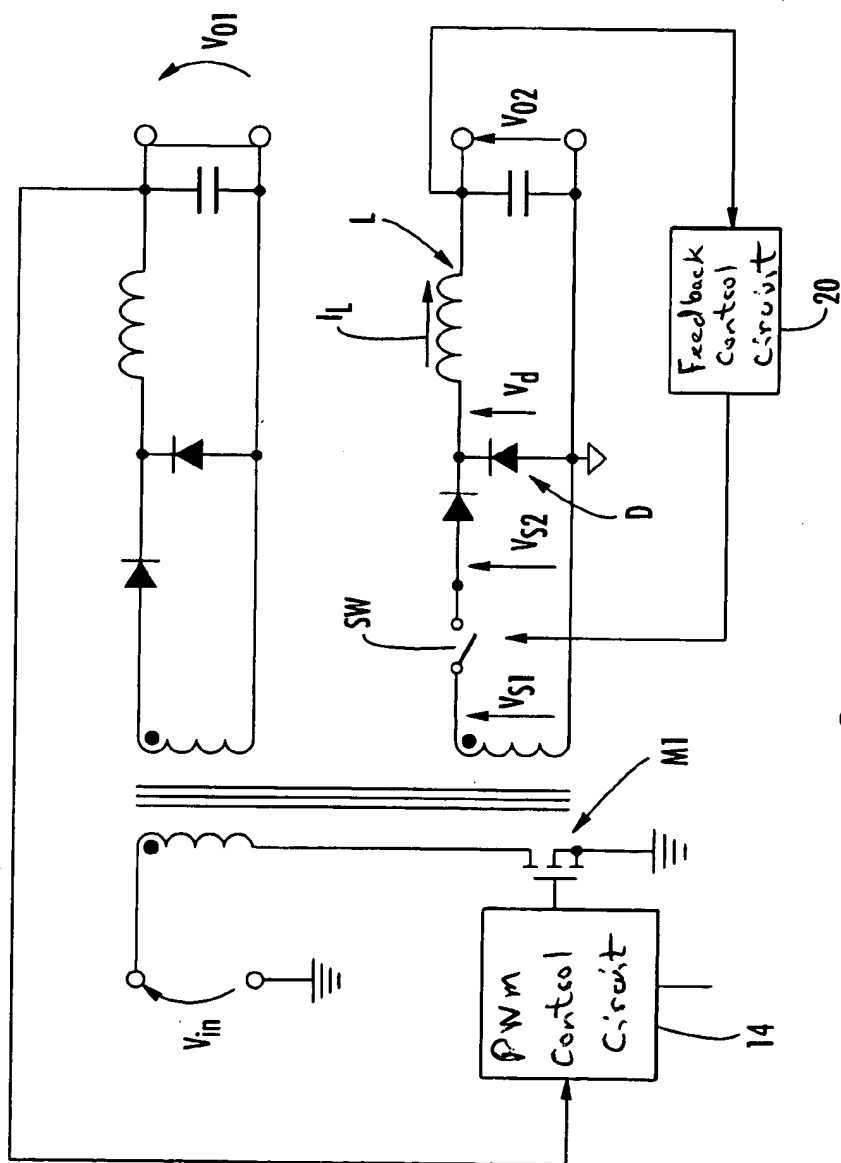 V01
Vin
PWM
Control
Circuit
14
M1
VS1
SW
VS2
D
Vd
IL
L
V02
Feedback
Control
Circuit
20